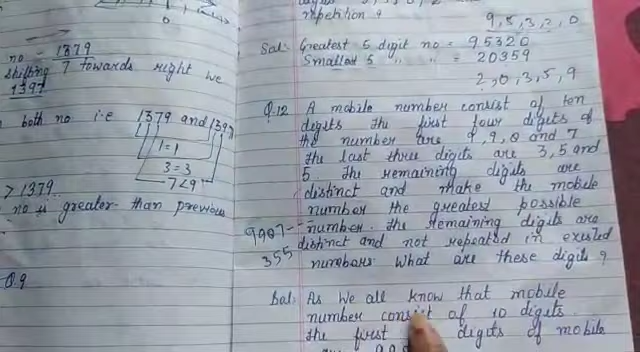 0
no - 1379
shifting 7 towards right we
1397
both no. i.e 1379 and 1397
1 = 1
3 = 3
7 < 9
> 1379
no is greater than previous
Q.9
repetition ?
9, 5, 3, 2, 0
Sol:- Greatest 5 digit no = 95320
Smallest 5 " " = 20359
2, 0, 3, 5, 9
Q.12 A mobile number consist of ten
digits the first four digits of
the number are 9, 9, 8 and 7
the last three digits are 3, 5 and
5. The remaining digits are
distinct and make the mobile
number the greatest possible
number. The remaining digits are
9987--
distinct and not repeated in existed
355
numbers. What are these digits ?
Sol:- As we all know that mobile
number consist of 10 digits.
the first digits of mobile